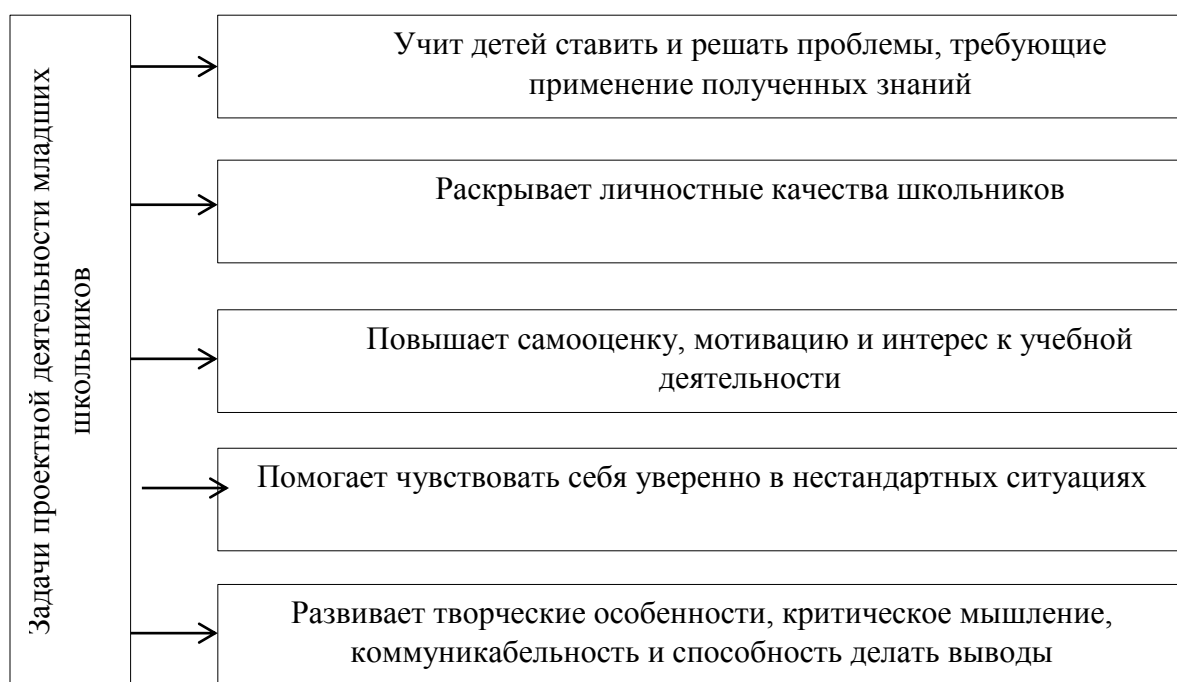 Задачи проектной деятельности младших
школьников
Учит детей ставить и решать проблемы, требующие
применение полученных знаний
Раскрывает личностные качества школьников
Повышает самооценку, мотивацию и интерес к учебной
деятельности
Помогает чувствовать себя уверенно в нестандартных ситуациях
Развивает творческие особенности, критическое мышление,
коммуникабельность и способность делать выводы